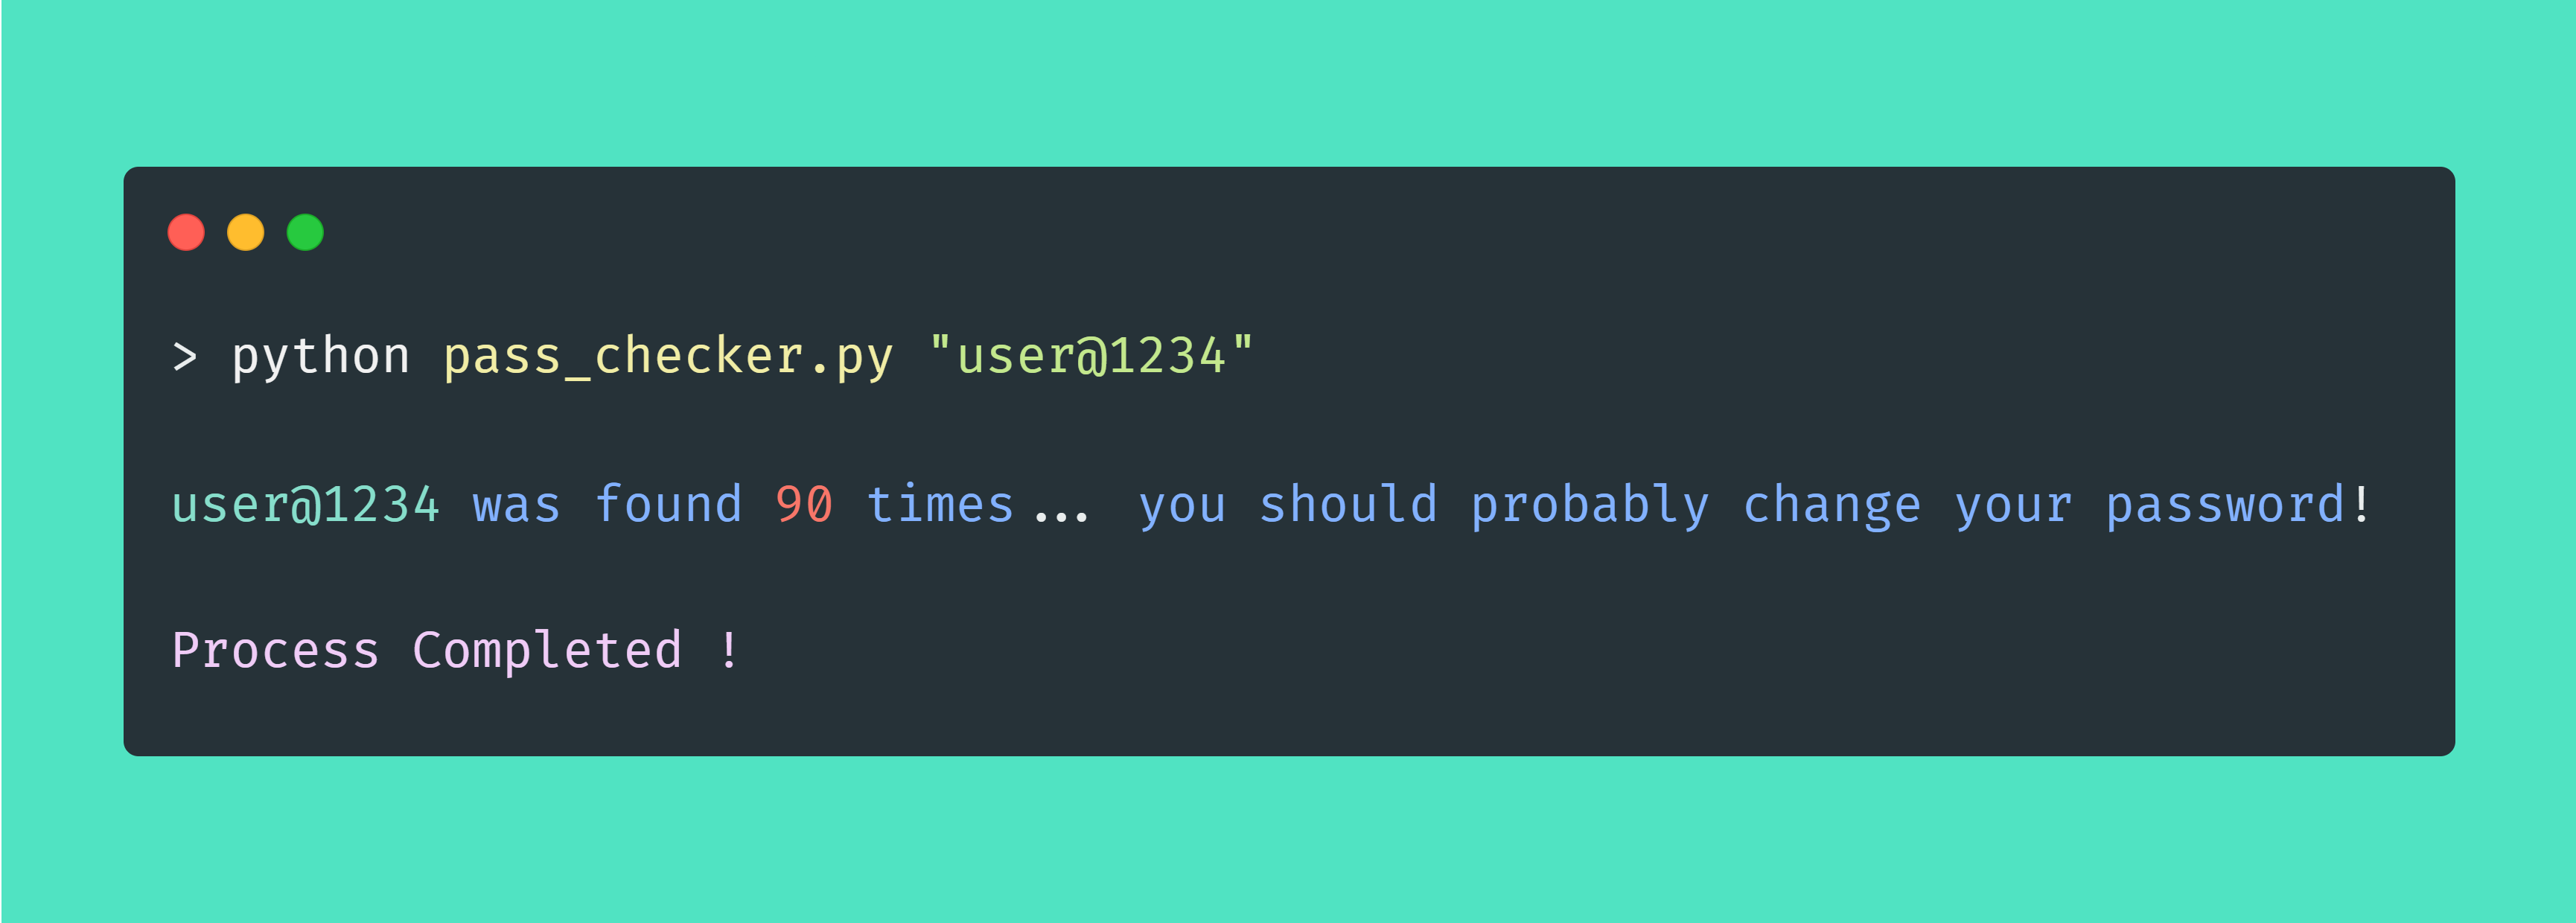 > python pass_checker.py "user@1234"
user@1234 was found 90 times... you should probably change your password!
Process Completed !